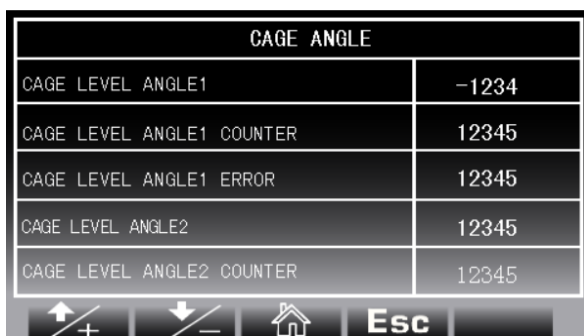 CAGE ANGLE
CAGE LEVEL ANGLE1 -1234
CAGE LEVEL ANGLE1 COUNTER 12345
CAGE LEVEL ANGLE1 ERROR 12345
CAGE LEVEL ANGLE2 12345
CAGE LEVEL ANGLE2 COUNTER 12345
/+ /- Esc